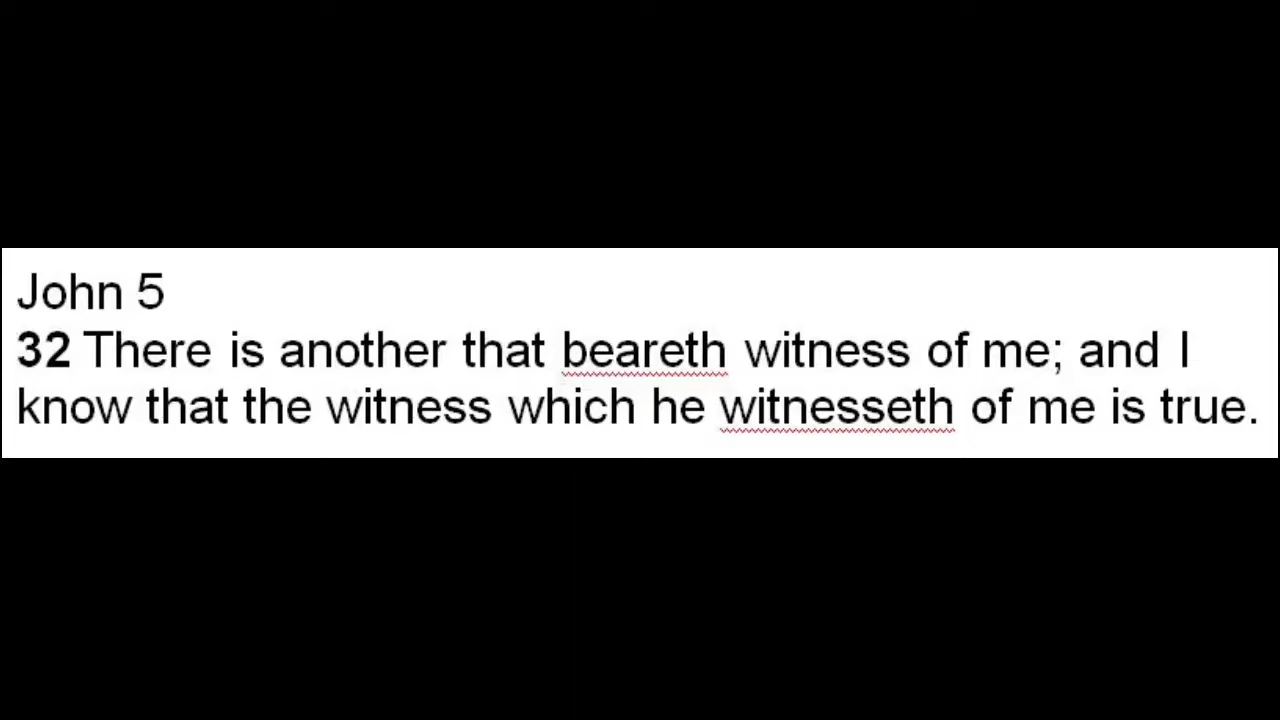 John 5
32 There is another that beareth witness of me; and I
know that the witness which he witnesseth of me is true.